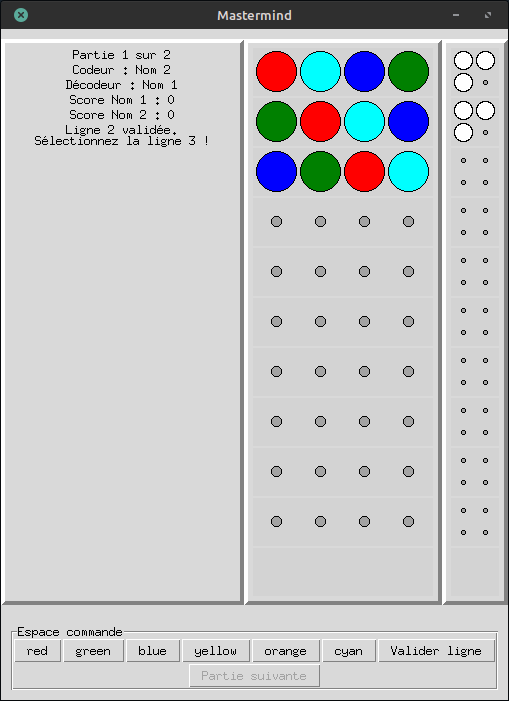 Mastermind
Partie 1 sur 2
Codeur : Nom 2
Décodeur : Nom 1
Score Nom 1 : 0
Score Nom 2 : 0
Ligne 2 validée.
Sélectionnez la ligne 3 !
Espace commande
red green blue yellow orange cyan Valider ligne
Partie suivante